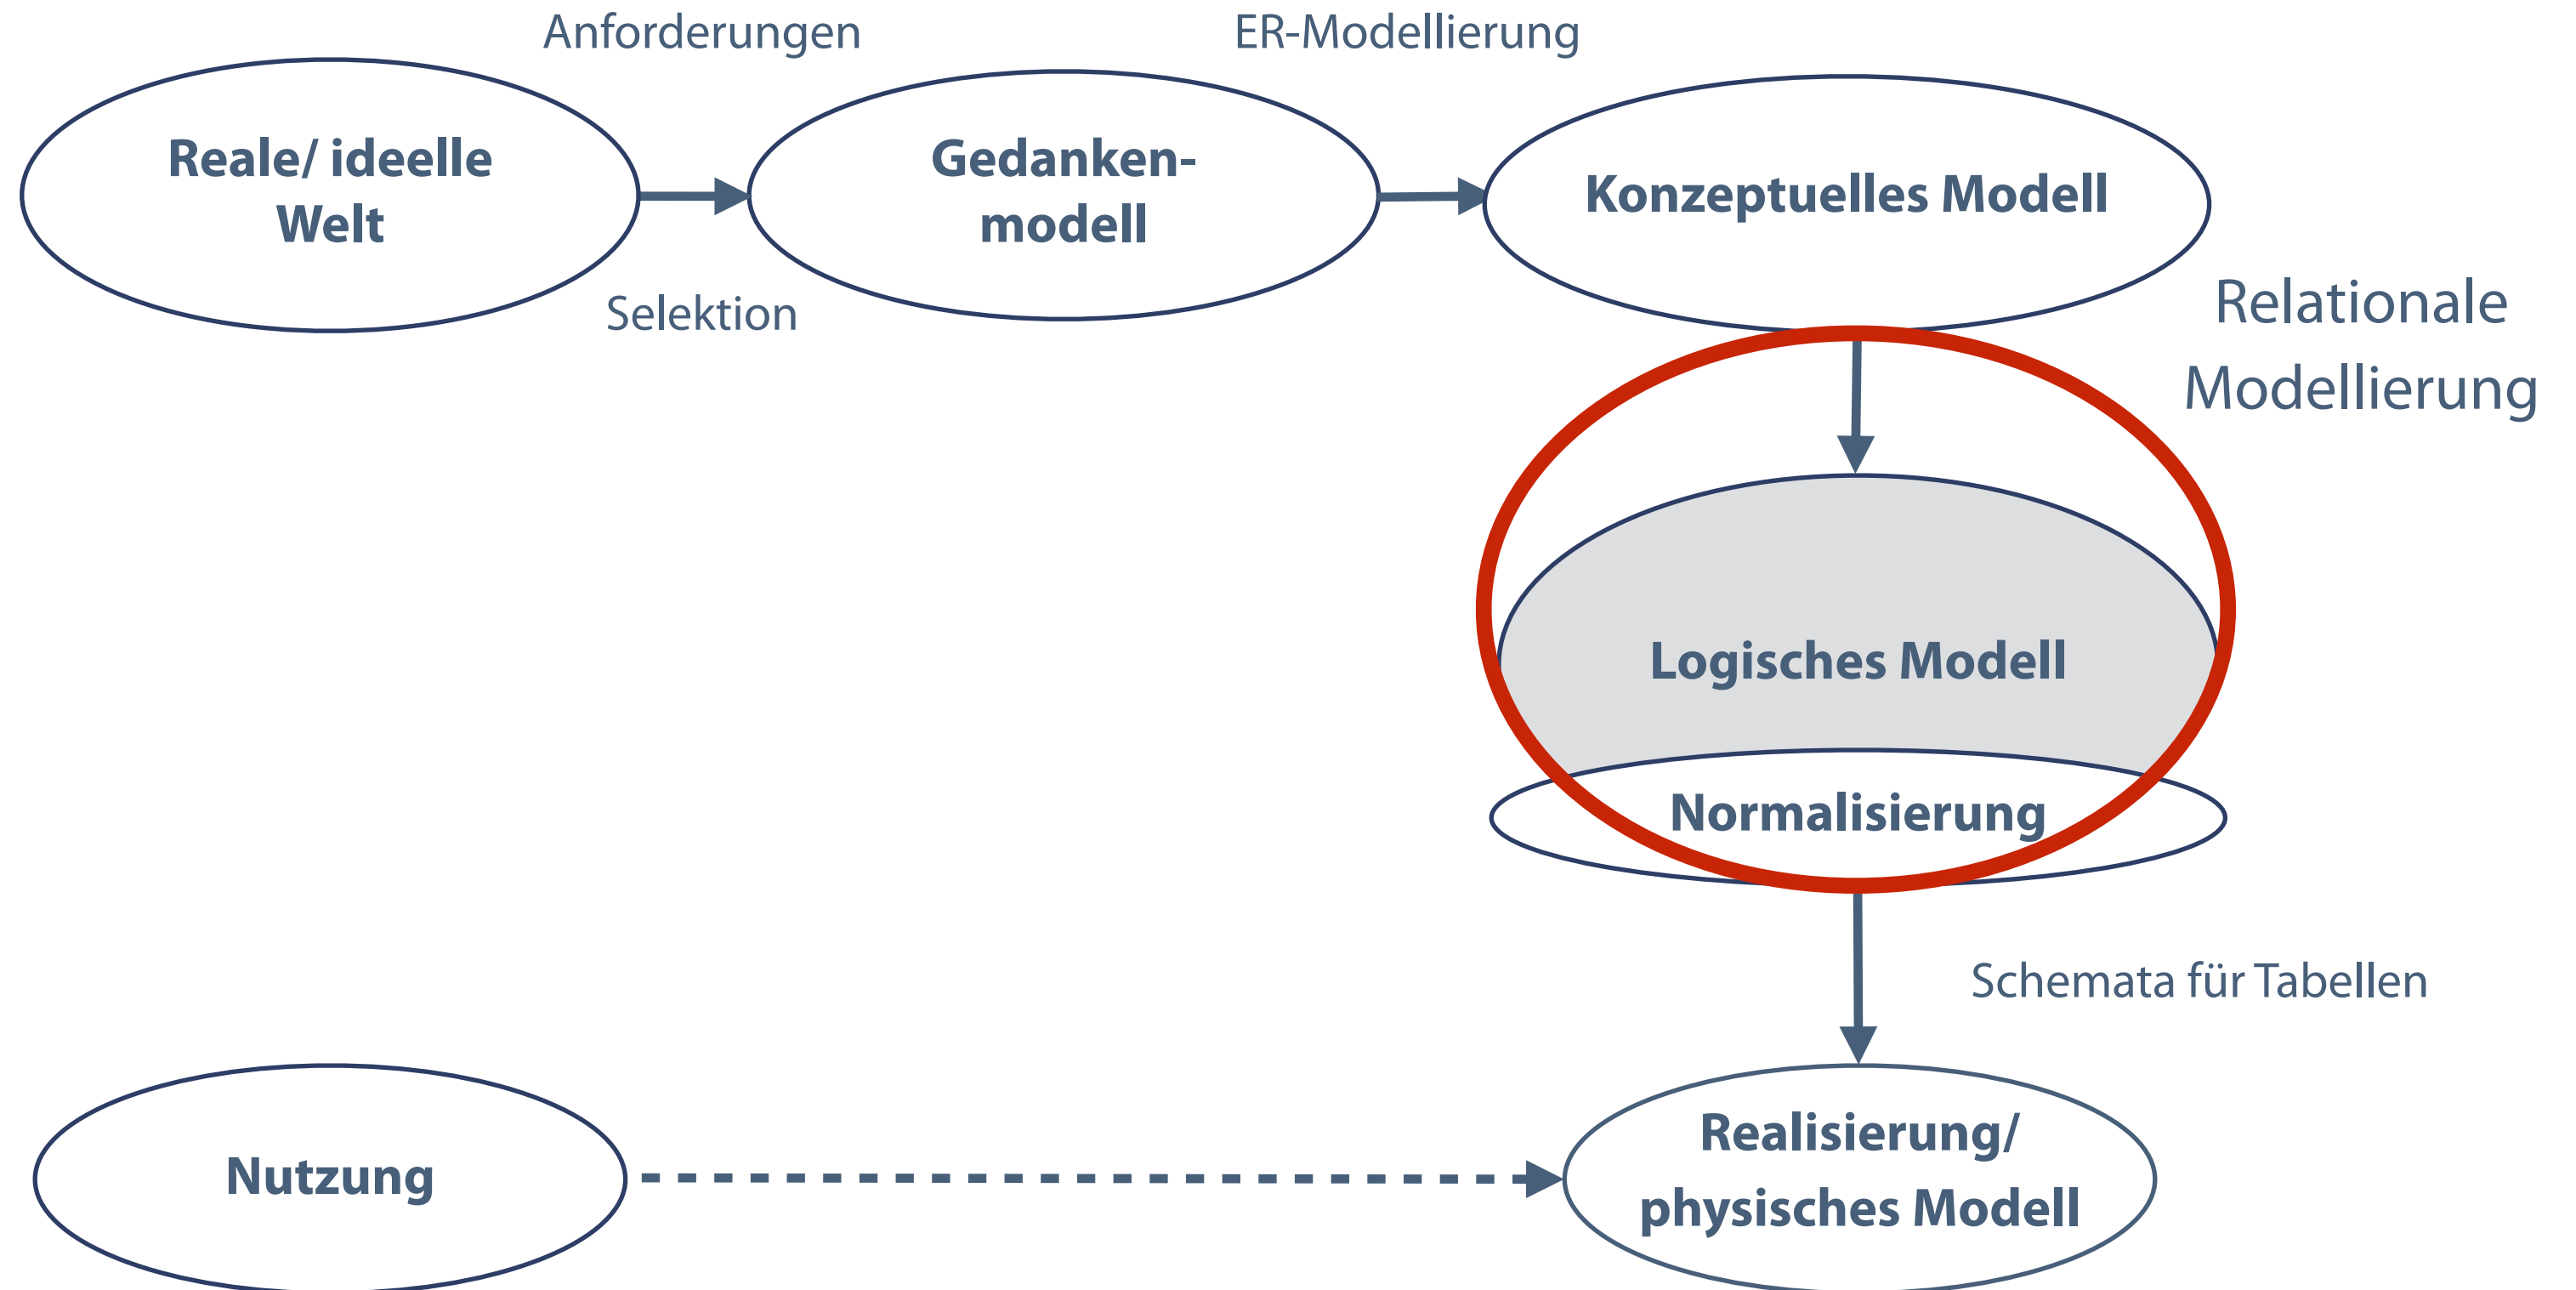 Anforderungen
ER-Modellierung
Reale/ ideelle
Welt
Gedanken-
modell
Konzeptuelles Modell
Selektion
Relationale
Modellierung
Logisches Modell
Normalisierung
Schemata für Tabellen
Nutzung
Realisierung/
physisches Modell